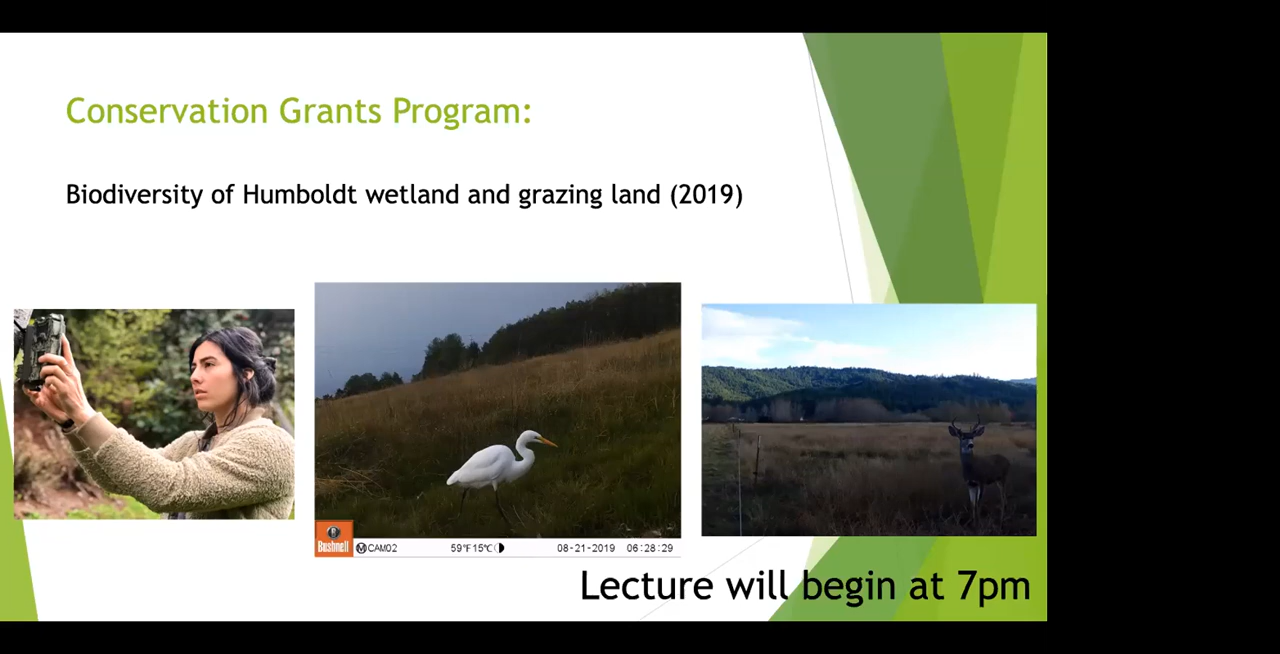 Conservation Grants Program:
Biodiversity of Humboldt wetland and grazing land (2019)
Bushnell
M CAM02 59°F15°C 08-21-2019 06:28:29
Lecture will begin at 7pm